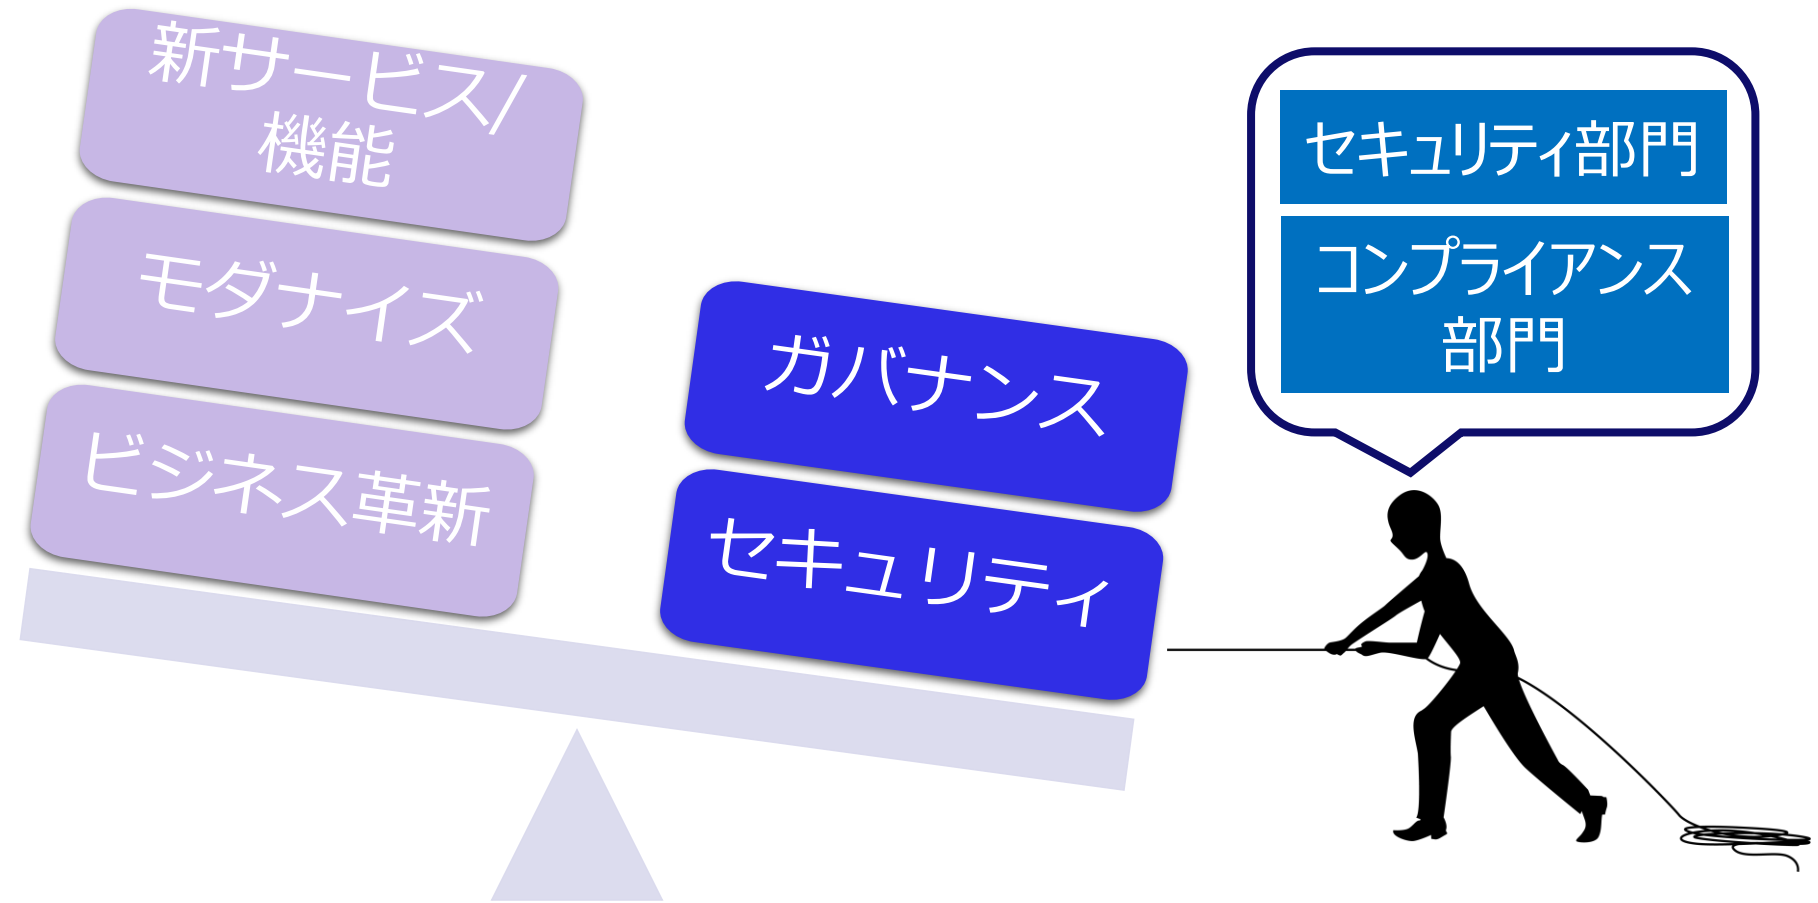 新サービス/
機能
モダナイズ
ビジネス革新
ガバナンス
セキュリティ
セキュリティ部門
コンプライアンス
部門